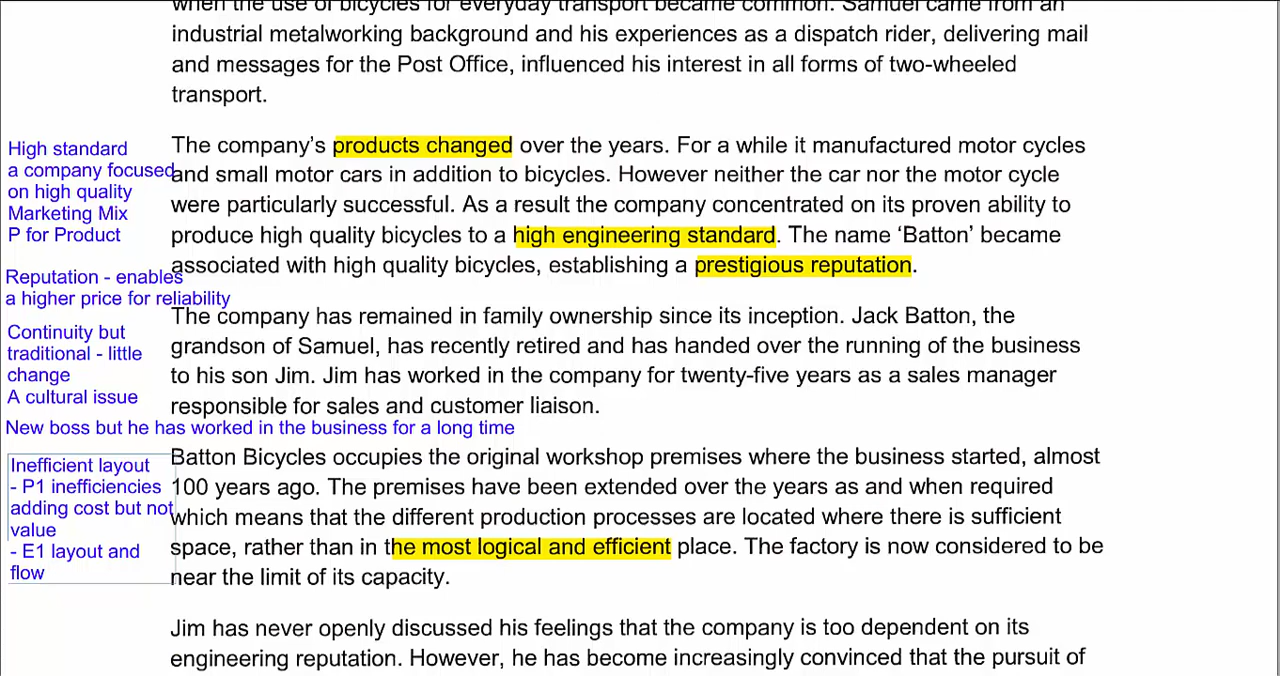 when the use of bicycles for everyday transport became common. Samuel came from an
industrial metalworking background and his experiences as a dispatch rider, delivering mail
and messages for the Post Office, influenced his interest in all forms of two-wheeled
transport.
High standard
a company focused
on high quality
Marketing Mix
P for Product
The company’s products changed over the years. For a while it manufactured motor cycles
and small motor cars in addition to bicycles. However neither the car nor the motor cycle
were particularly successful. As a result the company concentrated on its proven ability to
produce high quality bicycles to a high engineering standard. The name ‘Batton’ became
associated with high quality bicycles, establishing a prestigious reputation.
Reputation - enables
a higher price for reliability
Continuity but
traditional - little
change
A cultural issue
The company has remained in family ownership since its inception. Jack Batton, the
grandson of Samuel, has recently retired and has handed over the running of the business
to his son Jim. Jim has worked in the company for twenty-five years as a sales manager
responsible for sales and customer liaison.
New boss but he has worked in the business for a long time
Inefficient layout
- P1 inefficiencies
adding cost but not
value
- E1 layout and
flow
Batton Bicycles occupies the original workshop premises where the business started, almost
100 years ago. The premises have been extended over the years as and when required
which means that the different production processes are located where there is sufficient
space, rather than in the most logical and efficient place. The factory is now considered to be
near the limit of its capacity.
Jim has never openly discussed his feelings that the company is too dependent on its
engineering reputation. However, he has become increasingly convinced that the pursuit of